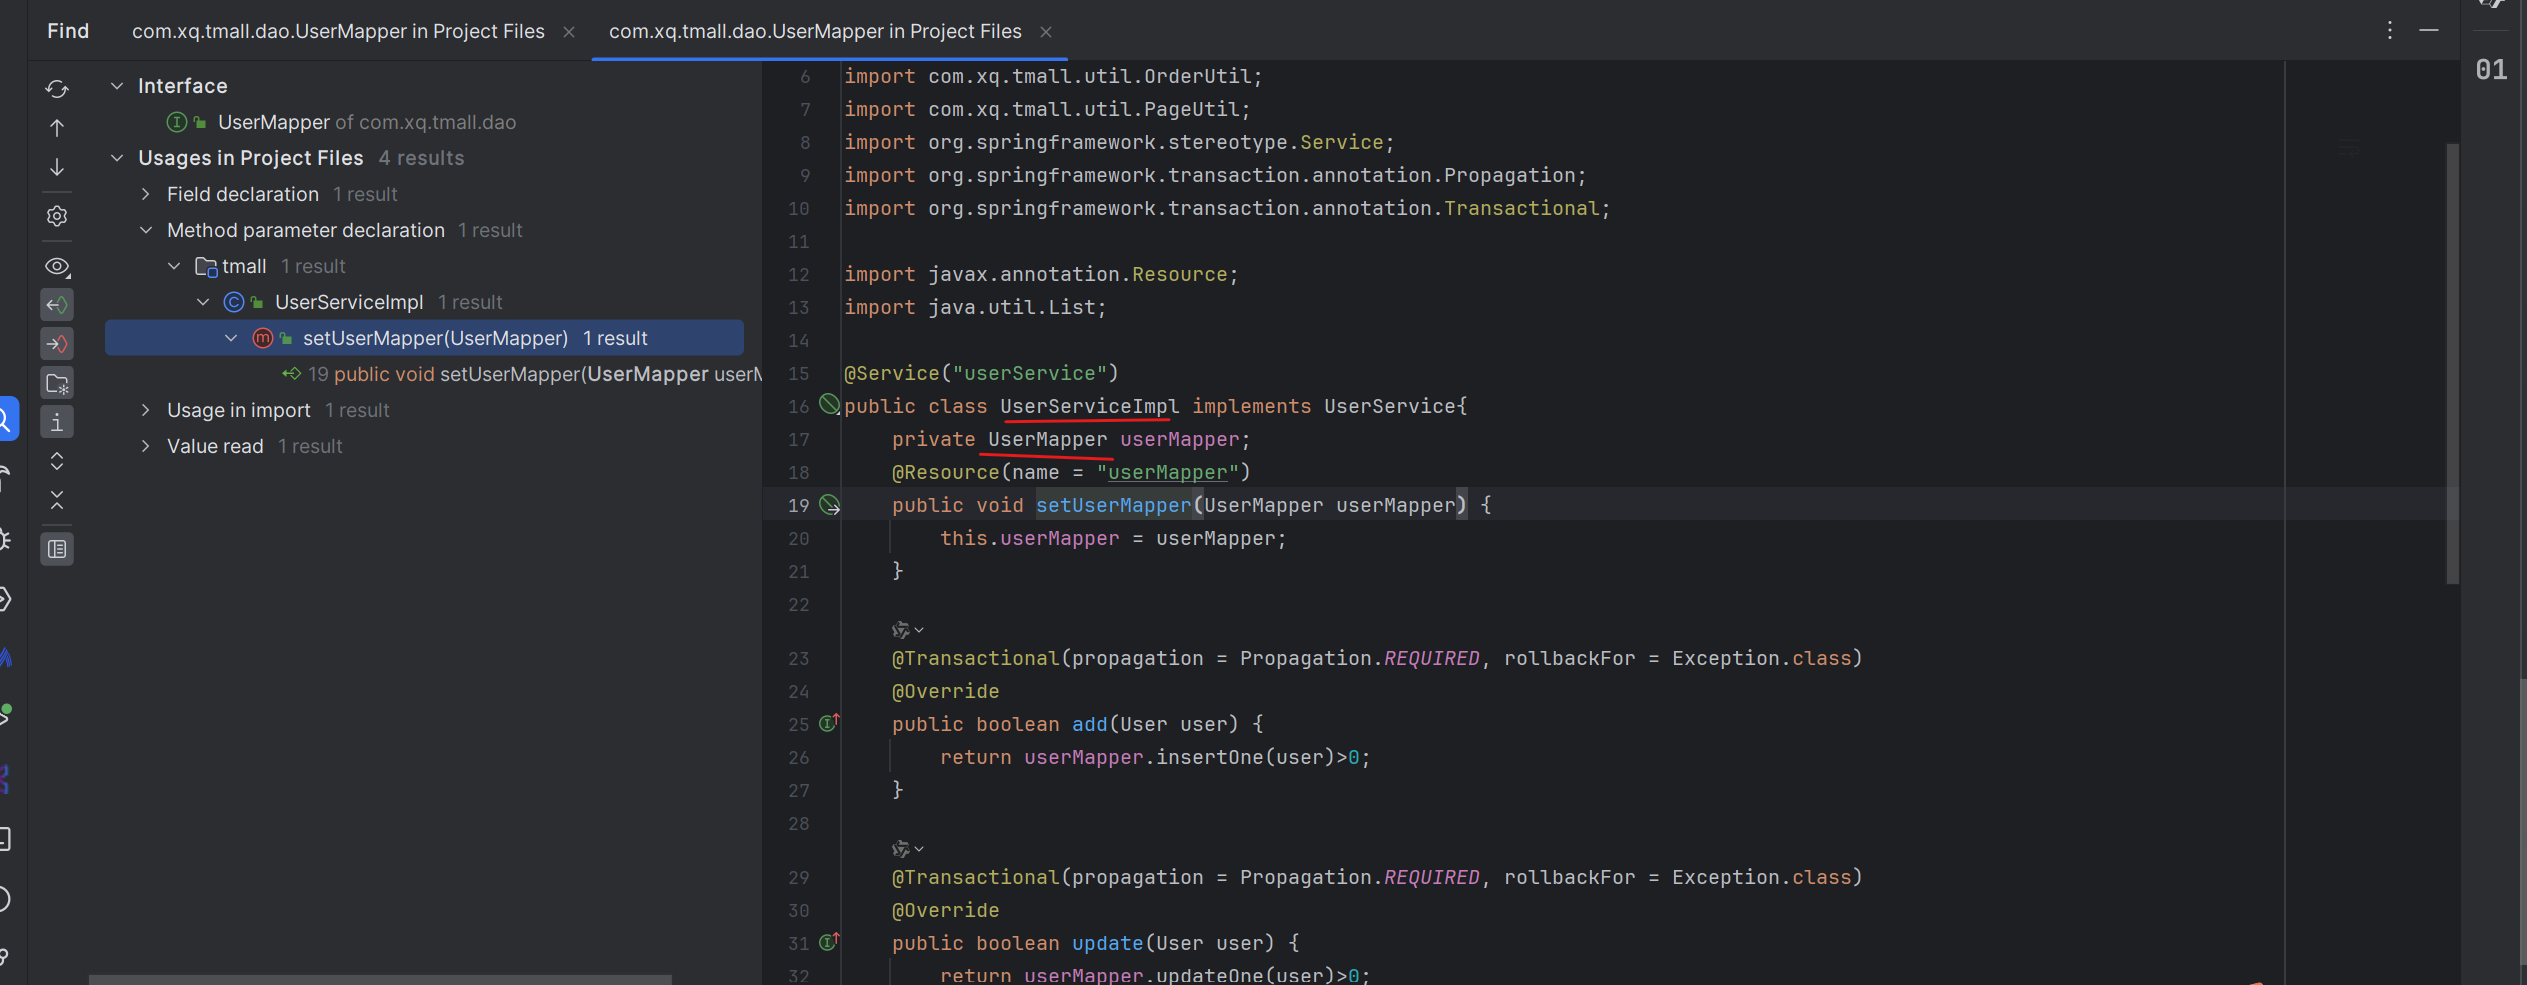 Find com.xq.tmall.dao.UserMapper in Project Files com.xq.tmall.dao.UserMapper in Project Files
01
Interface
UserMapper of com.xq.tmall.dao
Usages in Project Files 4 results
Field declaration 1 result
Method parameter declaration 1 result
tmall 1 result
UserServiceImpl 1 result
setUserMapper(UserMapper) 1 result
19 public void setUserMapper(UserMapper userM
Usage in import 1 result
Value read 1 result
6 import com.xq.tmall.util.OrderUtil;
7 import com.xq.tmall.util.PageUtil;
8 import org.springframework.stereotype.Service;
9 import org.springframework.transaction.annotation.Propagation;
10 import org.springframework.transaction.annotation.Transactional;
11
12 import javax.annotation.Resource;
13 import java.util.List;
14
15 @Service("userService")
16 public class UserServiceImpl implements UserService{
17 private UserMapper userMapper;
18 @Resource(name = "userMapper")
19 public void setUserMapper(UserMapper userMapper) {
20 this.userMapper = userMapper;
21 }
22
23 @Transactional(propagation = Propagation.REQUIRED, rollbackFor = Exception.class)
24 @Override
25 public boolean add(User user) {
26 return userMapper.insertOne(user)>0;
27 }
28
29 @Transactional(propagation = Propagation.REQUIRED, rollbackFor = Exception.class)
30 @Override
31 public boolean update(User user) {
32 return userMapper.updateOne(user)>0;